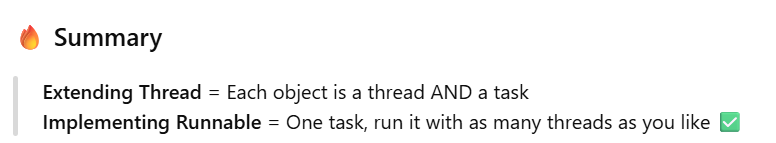 🔥 Summary
Extending Thread = Each object is a thread AND a task
Implementing Runnable = One task, run it with as many threads as you like ✅